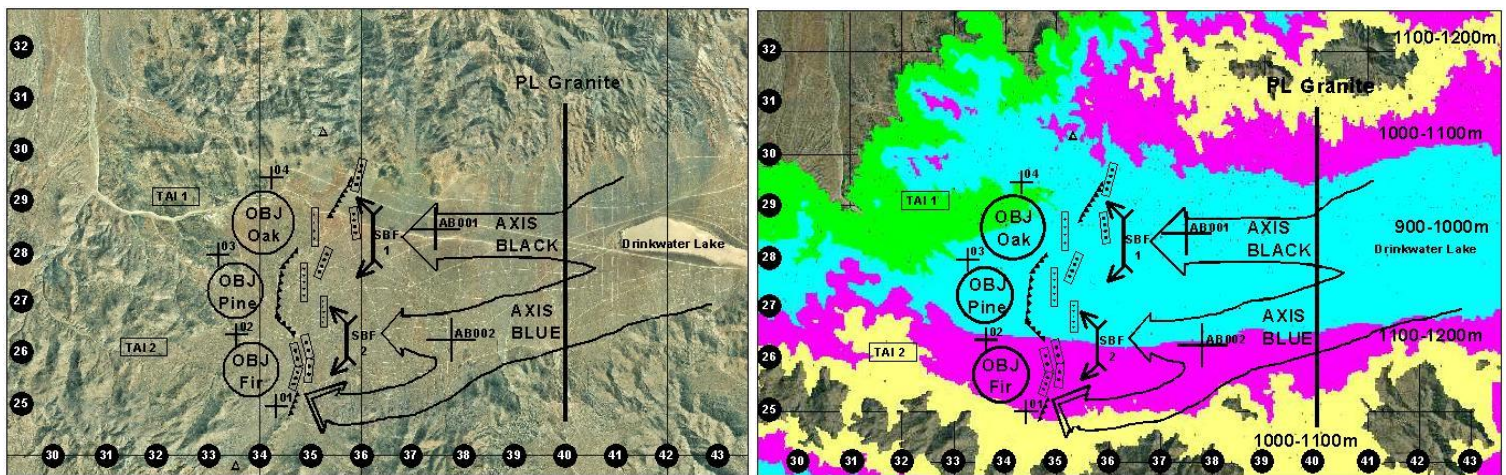 32
31
PL Granite
30
TAI 1
04
29
OBJ
Oak
AB001
AXIS
BLACK
SBF
1
Drinkwater Lake
28
03
OBJ
Pine
27
AXIS
BLUE
02
SBF
2
AB002
TAI 2
26
OBJ
Fir
25
01
30 31 32 33 34 35 36 37 38 39 40 41 42 43
1100-1200m
32
PL Granite
31
1000-1100m
30
TAI 1
04
29
OBJ
Oak
AB001
AXIS
BLACK
SBF
1
900-1000m
Drinkwater Lake
28
03
OBJ
Pine
27
AXIS
BLUE
02
SBF
2
AB002
1100-1200m
TAI 2
26
OBJ
Fir
25
01
1000-1100m
30 31 32 33 34 35 36 37 38 39 40 41 42 43